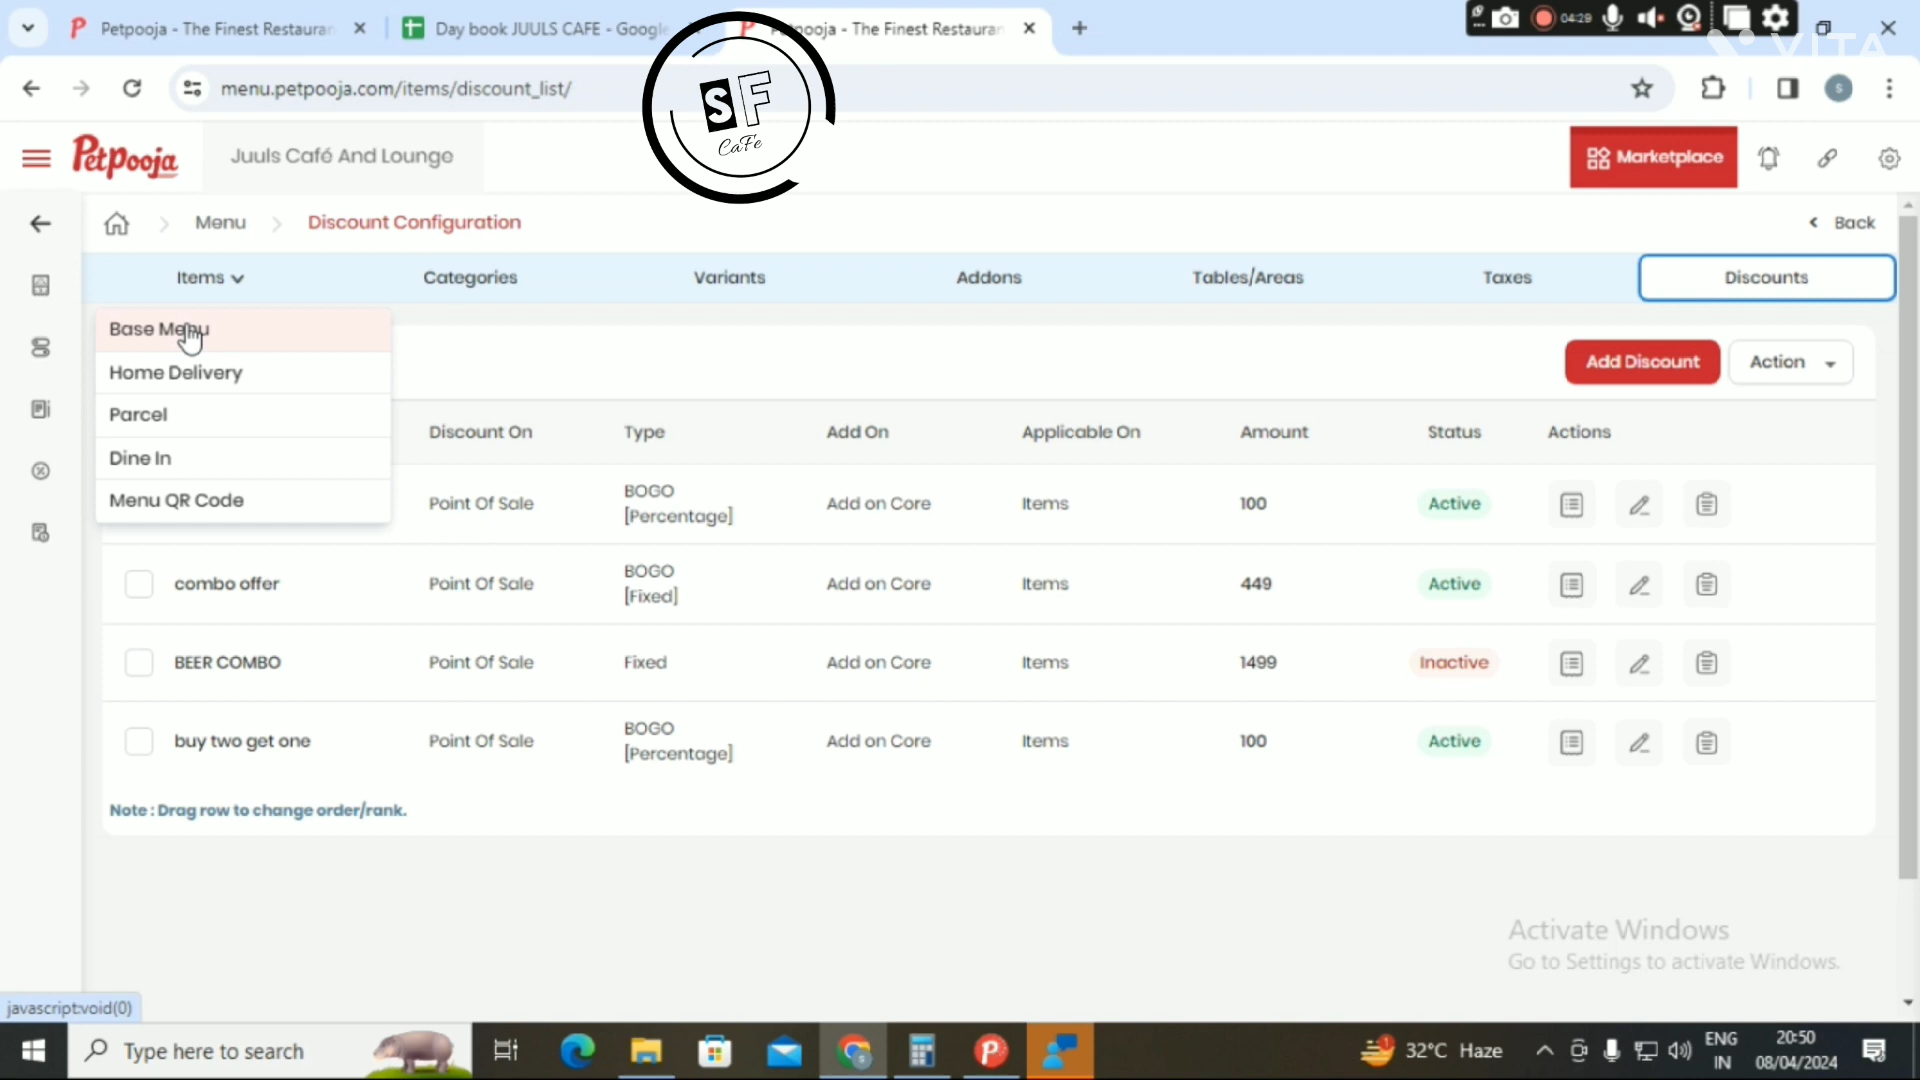 Petpooja - The Finest Restauran
Day book JUULS CAFE - Google
ooja - The Finest Restauran
04:29
VITA
menu.petpooja.com/items/discount_list/
S
SF
CaFe
Petpooja
Juuls Café And Lounge
Marketplace
Menu
Discount Configuration
Back
Items
Categories
Variants
Addons
Tables/Areas
Taxes
Discounts
Base Menu
Home Delivery
Parcel
Dine In
Menu QR Code
Add Discount
Action
Discount On
Type
Add On
Applicable On
Amount
Status
Actions
Point Of Sale
BOGO
[Percentage]
Add on Core
Items
100
Active
combo offer
Point Of Sale
BOGO
[Fixed]
Add on Core
Items
449
Active
BEER COMBO
Point Of Sale
Fixed
Add on Core
Items
1499
Inactive
buy two get one
Point Of Sale
BOGO
[Percentage]
Add on Core
Items
100
Active
Note : Drag row to change order/rank.
Activate Windows
Go to Settings to activate Windows.
javascript:void(0)
Type here to search
32°C Haze
ENG
IN
20:50
08/04/2024